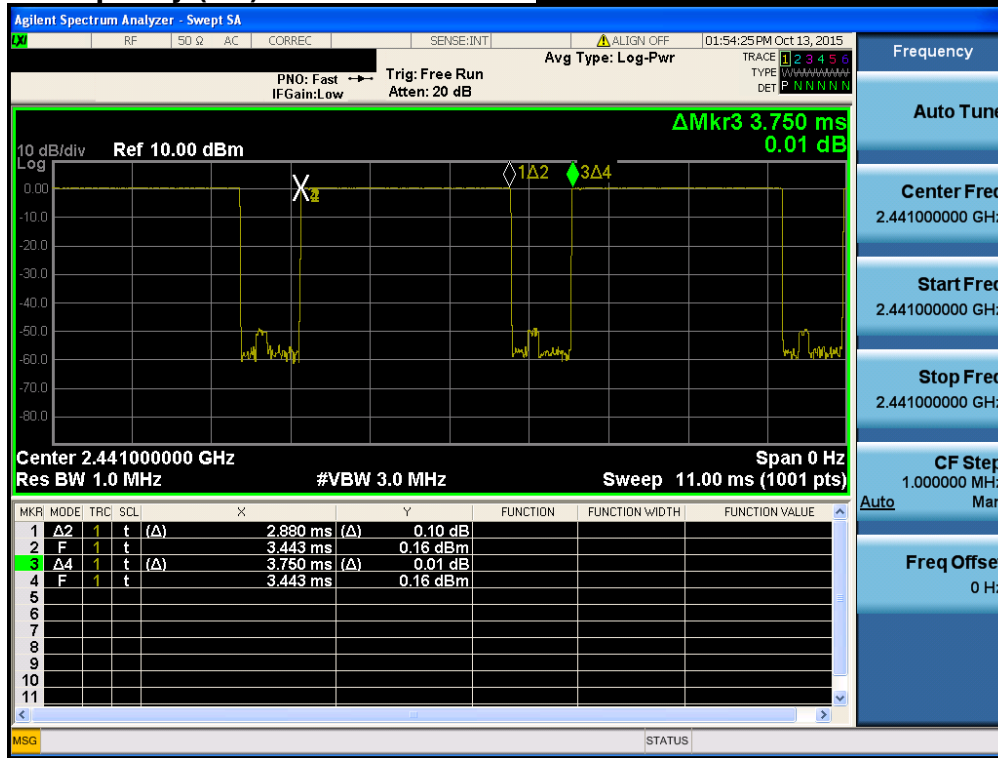 Agilent Spectrum Analyzer - Swept SA
LXI RF 50 Ω AC CORREC SENSE:INT ALIGN OFF 01:54:25 PM Oct 13, 2015
Avg Type: Log-Pwr TRACE 1 2 3 4 5 6
PNO: Fast Trig: Free Run TYPE
IFGain:Low Atten: 20 dB DET P N N N N N
ΔMkr3 3.750 ms
0.01 dB
10 dB/div Ref 10.00 dBm
Log
1Δ2 3Δ4
0.00
-10.0
-20.0
-30.0
-40.0
-50.0
-60.0
-70.0
-80.0
Center 2.441000000 GHz Span 0 Hz
Res BW 1.0 MHz #VBW 3.0 MHz Sweep 11.00 ms (1001 pts)
MKR MODE TRC SCL X Y FUNCTION FUNCTION WIDTH FUNCTION VALUE
1 Δ2 1 t (Δ) 2.880 ms (Δ) 0.10 dB
2 F 1 t 3.443 ms 0.16 dBm
3 Δ4 1 t (Δ) 3.750 ms (Δ) 0.01 dB
4 F 1 t 3.443 ms 0.16 dBm
5
6
7
8
9
10
11
MSG STATUS
Frequency
Auto Tune
Center Freq
2.441000000 GHz
Start Freq
2.441000000 GHz
Stop Freq
2.441000000 GHz
CF Step
1.000000 MHz
Auto Man
Freq Offset
0 Hz